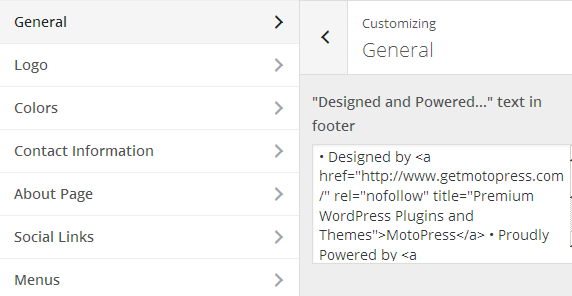 General
Logo
Colors
Contact Information
About Page
Social Links
Menus
Customizing
General
"Designed and Powered..." text in
footer
• Designed by <a
href="http://www.getmotopress.com
/" rel="nofollow" title="Premium
WordPress Plugins and
Themes">MotoPress</a> • Proudly
Powered by <a